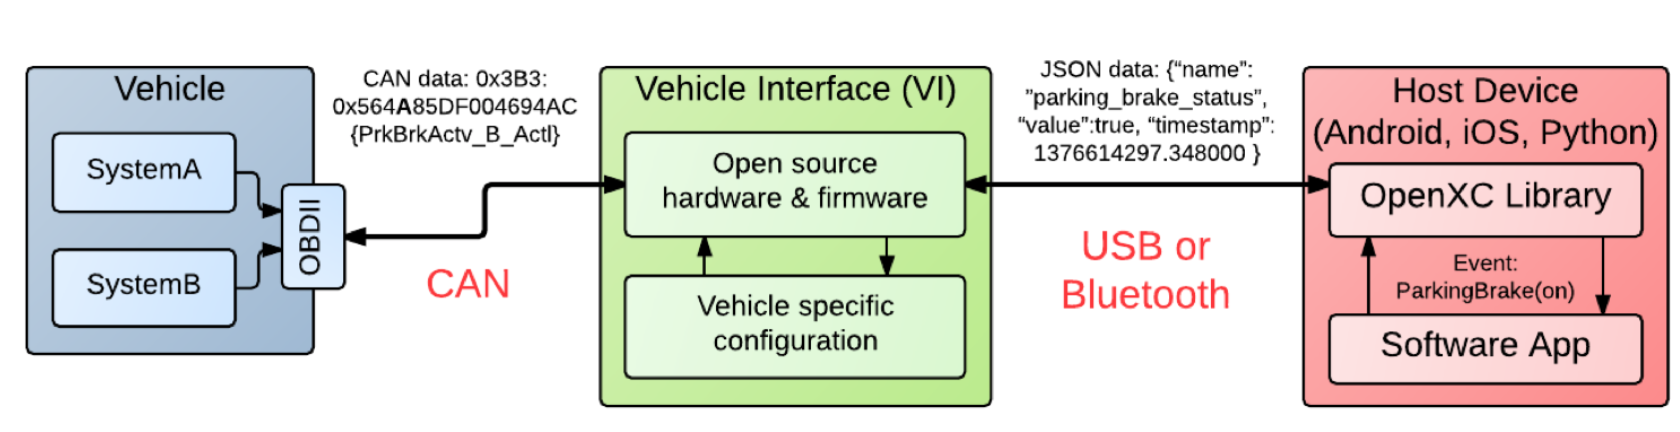 Vehicle
SystemA
SystemB
OBDII
CAN data: 0x3B3:
0x564A85DF004694AC
{PrkBrkActv_B_Actl}
CAN
Vehicle Interface (VI)
Open source
hardware & firmware
Vehicle specific
configuration
JSON data: {“name”:
”parking_brake_status”,
“value”:true, “timestamp”:
1376614297.348000 }
USB or
Bluetooth
Host Device
(Android, iOS, Python)
OpenXC Library
Event:
ParkingBrake(on)
Software App